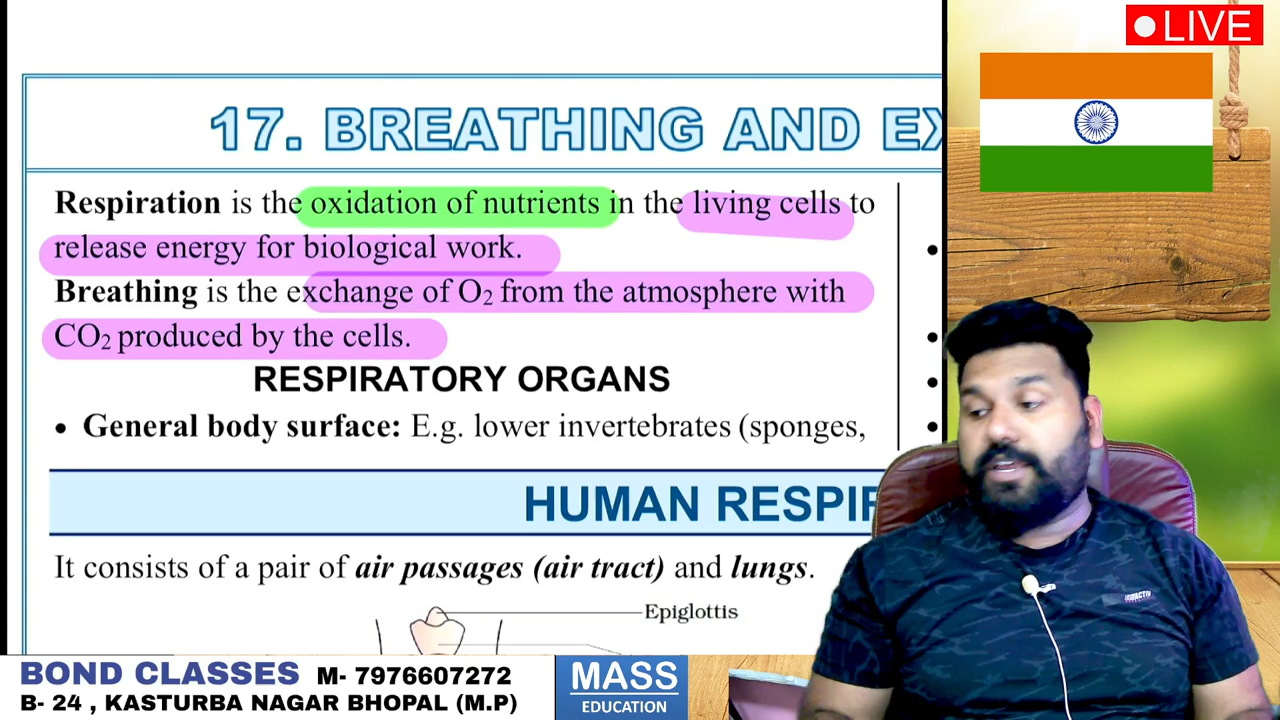 LIVE
17. BREATHING AND EX
Respiration is the oxidation of nutrients in the living cells to
release energy for biological work.
Breathing is the exchange of O2 from the atmosphere with
CO2 produced by the cells.
RESPIRATORY ORGANS
• General body surface: E.g. lower invertebrates (sponges,
HUMAN RESPIR
It consists of a pair of air passages (air tract) and lungs.
Epiglottis
BOND CLASSES M- 7976607272
B- 24 , KASTURBA NAGAR BHOPAL (M.P)
MASS
EDUCATION